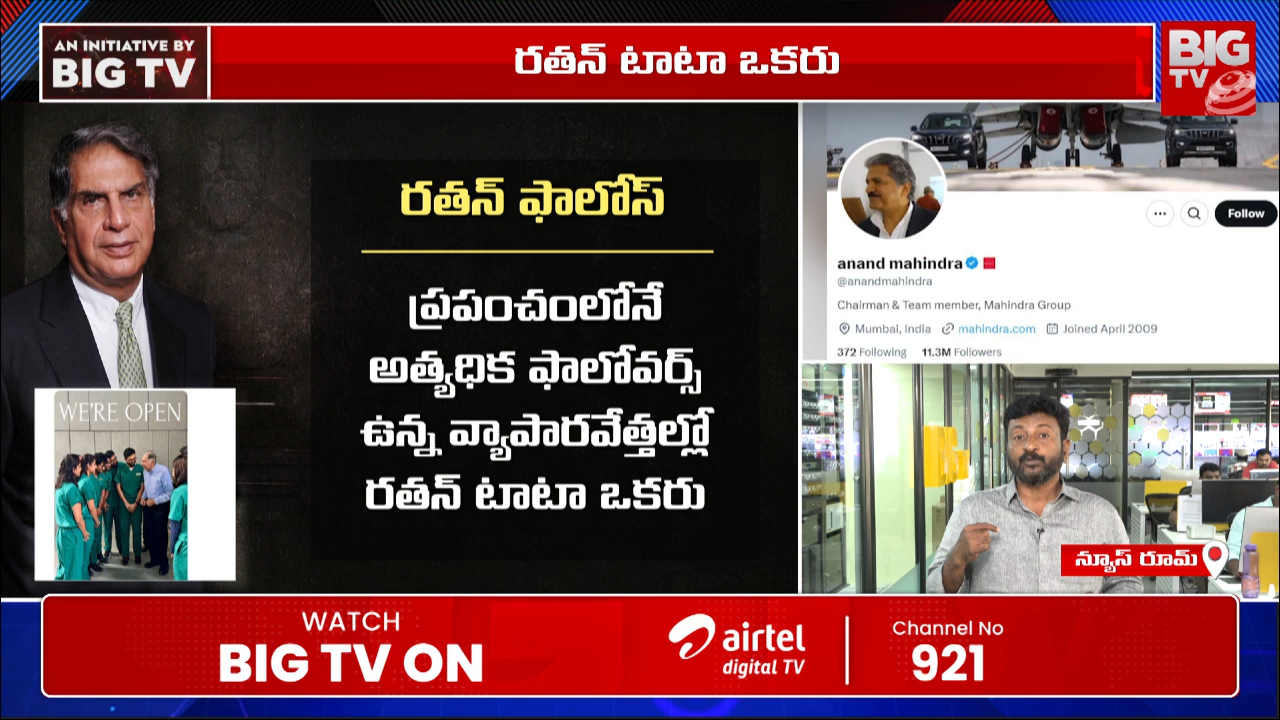 AN INITIATIVE BY
BIG TV
రతన్ టాటా ఒకరు
BIG
TV
రతన్ ఫాలోస్
ప్రపంచంలోనే
అత్యధిక ఫాలోవర్స్
ఉన్న వ్యాపారవేత్తల్లో
రతన్ టాటా ఒకరు
WE'RE OPEN
Follow
anand mahindra
@anandmahindra
Chairman & Team member, Mahindra Group
Mumbai, India mahindra.com Joined April 2009
372 Following 11.3M Followers
న్యూస్ రూమ్
WATCH
BIG TV ON
airtel
digital TV
Channel No
921